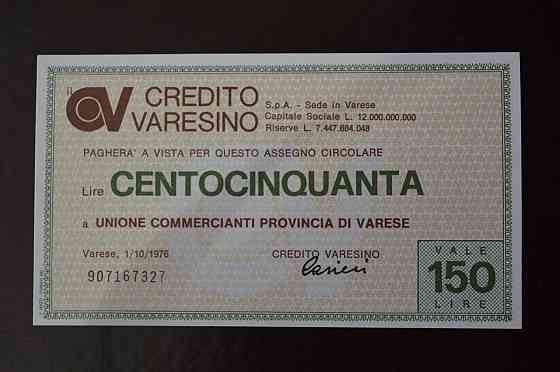 il
CV CREDITO
VARESINO
S.p.A. - Sede in Varese
Capitale Sociale L. 12.000.000.000
Riserve L. 7.447.684.048
PAGHERA' A VISTA PER QUESTO ASSEGNO CIRCOLARE
Lire CENTOCINQUANTA
a UNIONE COMMERCIANTI PROVINCIA DI VARESE
Varese, 1/10/1976
CREDITO VARESINO
907167327
VALE
150
LIRE